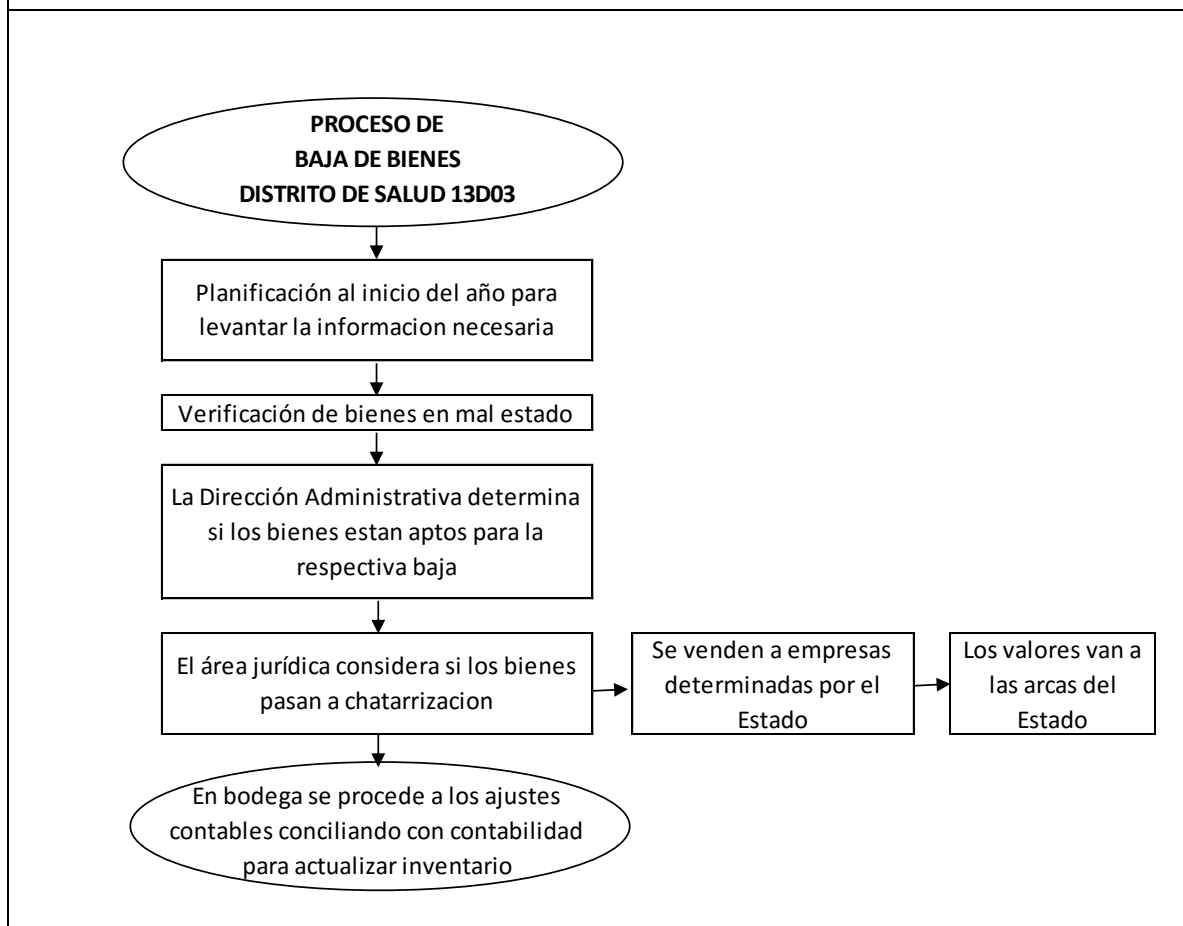 PROCESO DE
BAJA DE BIENES
DISTRITO DE SALUD 13D03
Planificación al inicio del año para
levantar la informacion necesaria
Verificación de bienes en mal estado
La Dirección Administrativa determina
si los bienes estan aptos para la
respectiva baja
El área jurídica considera si los bienes
pasan a chatarrizacion
Se venden a empresas
determinadas por el
Estado
Los valores van a
las arcas del
Estado
En bodega se procede a los ajustes
contables conciliando con contabilidad
para actualizar inventario